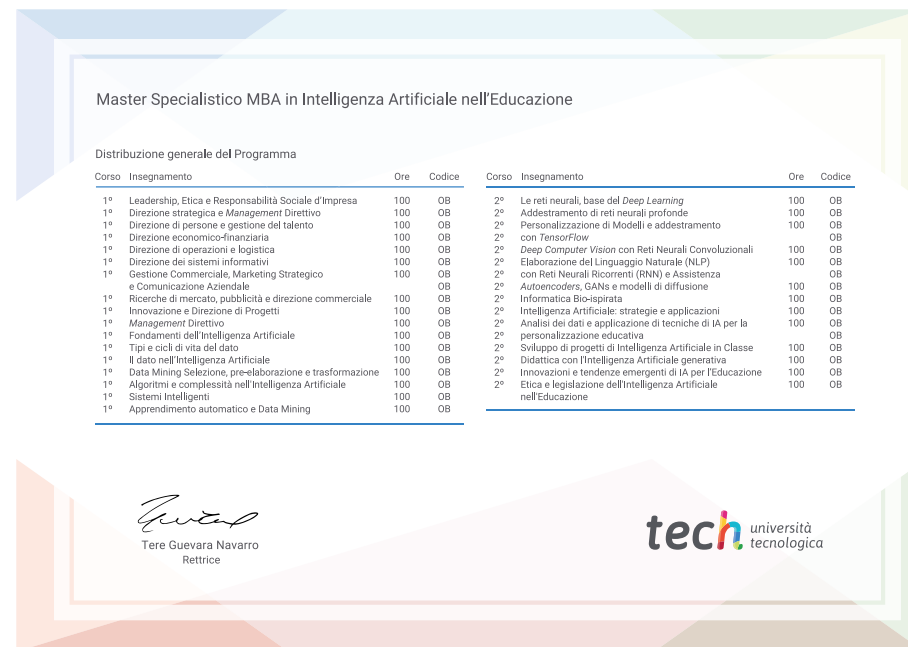 Master Specialistico MBA in Intelligenza Artificiale nell'Educazione
Distribuzione generale del Programma
Corso Insegnamento Ore Codice
1º Leadership, Etica e Responsabilità Sociale d'Impresa 100 OB
1º Direzione strategica e Management Direttivo 100 OB
1º Direzione di persone e gestione del talento 100 OB
1º Direzione economico-finanziaria 100 OB
1º Direzione di operazioni e logistica 100 OB
1º Direzione dei sistemi informativi 100 OB
1º Gestione Commerciale, Marketing Strategico 100 OB
e Comunicazione Aziendale OB
1º Ricerche di mercato, pubblicità e direzione commerciale 100 OB
1º Innovazione e Direzione di Progetti 100 OB
1º Management Direttivo 100 OB
1º Fondamenti dell'Intelligenza Artificiale 100 OB
1º Tipi e cicli di vita del dato 100 OB
1º Il dato nell'Intelligenza Artificiale 100 OB
1º Data Mining Selezione, pre-elaborazione e trasformazione 100 OB
1º Algoritmi e complessità nell'Intelligenza Artificiale 100 OB
1º Sistemi Intelligenti 100 OB
1º Apprendimento automatico e Data Mining 100 OB
Corso Insegnamento Ore Codice
2º Le reti neurali, base del Deep Learning 100 OB
2º Addestramento di reti neurali profonde 100 OB
2º Personalizzazione di Modelli e addestramento 100 OB
2º con TensorFlow OB
2º Deep Computer Vision con Reti Neurali Convoluzionali 100 OB
2º Elaborazione del Linguaggio Naturale (NLP) 100 OB
2º con Reti Neurali Ricorrenti (RNN) e Assistenza OB
2º Autoencoders, GANs e modelli di diffusione 100 OB
2º Informatica Bio-ispirata 100 OB
2º Intelligenza Artificiale: strategie e applicazioni 100 OB
2º Analisi dei dati e applicazione di tecniche di IA per la 100 OB
2º personalizzazione educativa OB
2º Sviluppo di progetti di Intelligenza Artificiale in Classe 100 OB
2º Didattica con l'Intelligenza Artificiale generativa 100 OB
2º Innovazioni e tendenze emergenti di IA per l'Educazione 100 OB
2º Etica e legislazione dell'Intelligenza Artificiale 100 OB
nell'Educazione
Tere Guevara Navarro
Rettrice
tech università
tecnologica